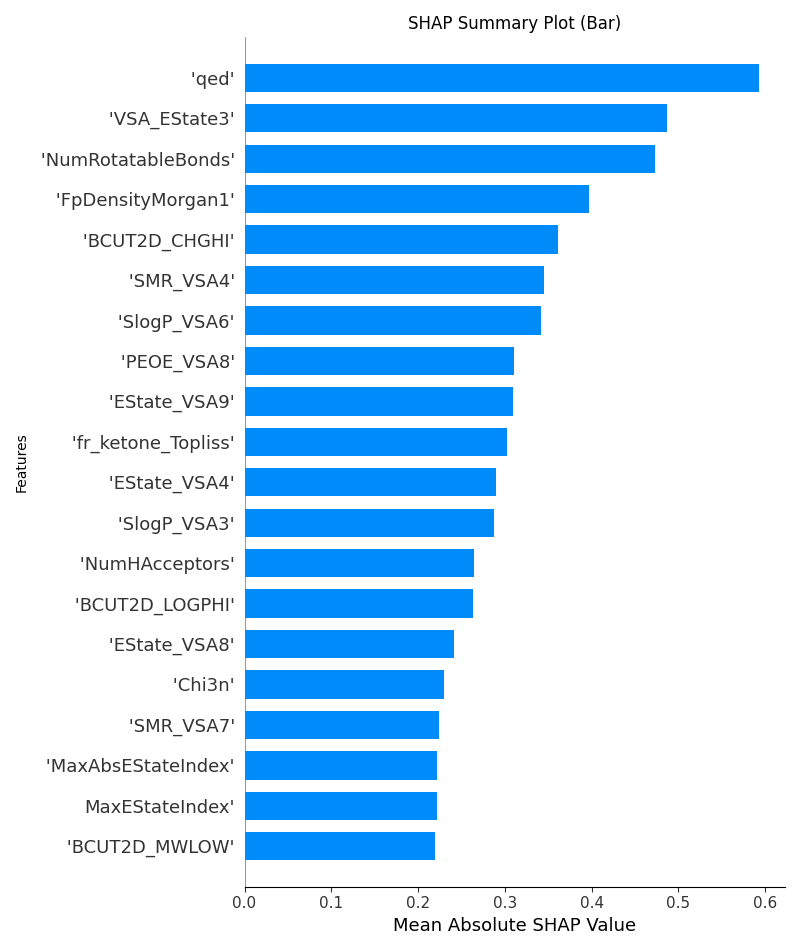 SHAP Summary Plot (Bar)
'qed'
'VSA_EState3'
'NumRotatableBonds'
'FpDensityMorgan1'
'BCUT2D_CHGHI'
'SMR_VSA4'
'SlogP_VSA6'
'PEOE_VSA8'
'EState_VSA9'
'fr_ketone_Topliss'
'EState_VSA4'
'SlogP_VSA3'
'NumHAcceptors'
'BCUT2D_LOGPHI'
'EState_VSA8'
'Chi3n'
'SMR_VSA7'
'MaxAbsEStateIndex'
MaxEStateIndex'
'BCUT2D_MWLOW'
Features
0.0 0.1 0.2 0.3 0.4 0.5 0.6
Mean Absolute SHAP Value